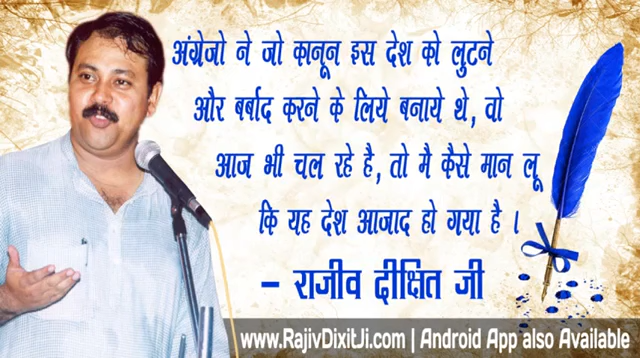 अंग्रेजो ने जो कानून इस देश को लुटने
और बर्बाद करने के लिये बनाये थे, वो
आज भी चल रहे है, तो मै कैसे मान लू
कि यह देश आजाद हो गया है ।
– राजीव दीक्षित जी
www.RajivDixitJi.com | Android App also Available